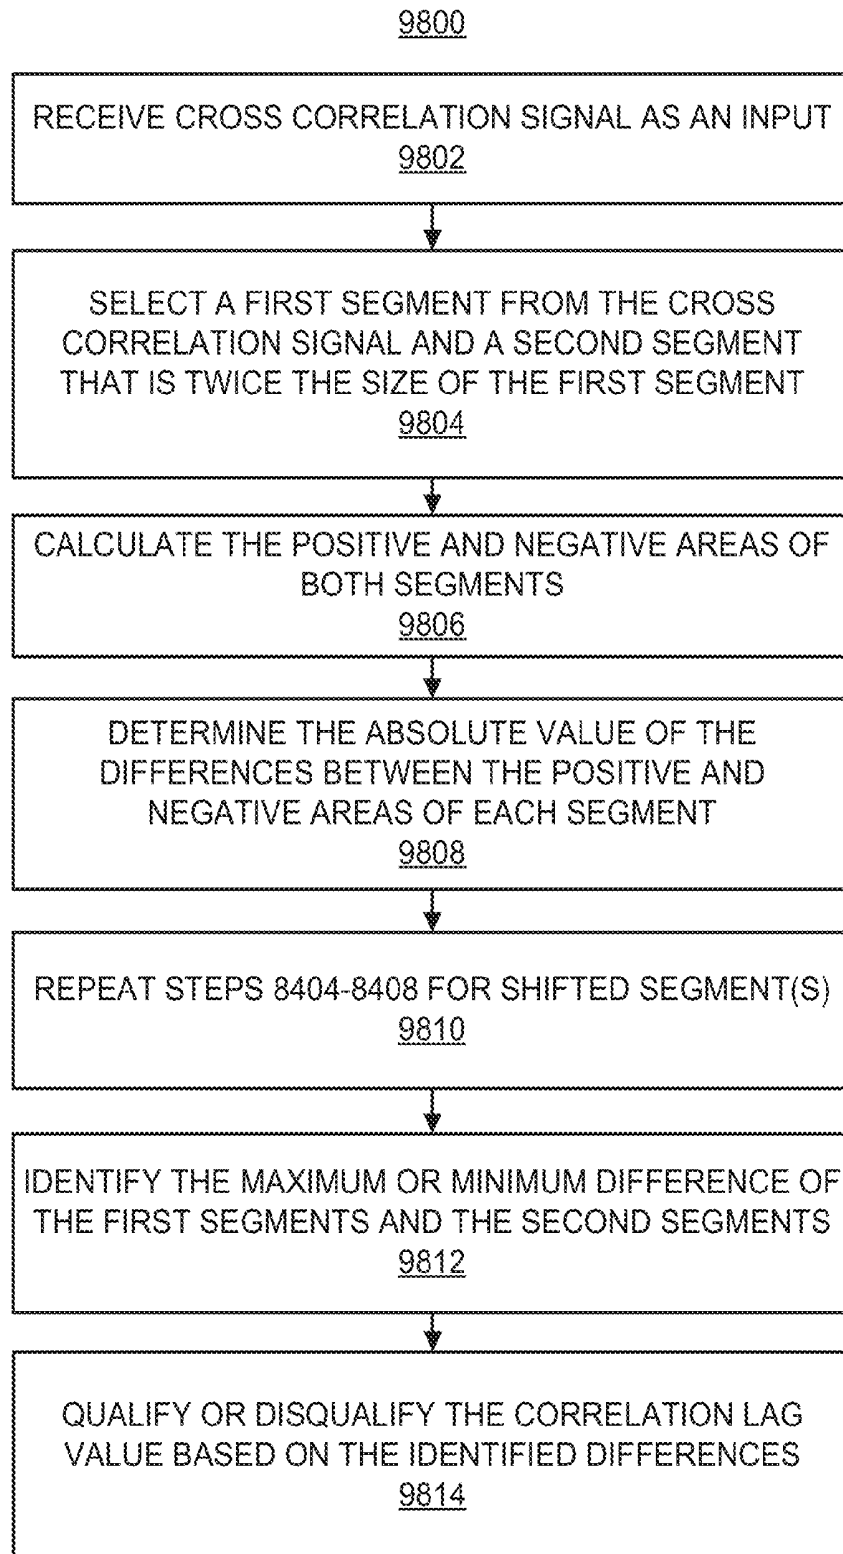 9800
RECEIVE CROSS CORRELATION SIGNAL AS AN INPUT
9802
SELECT A FIRST SEGMENT FROM THE CROSS
CORRELATION SIGNAL AND A SECOND SEGMENT
THAT IS TWICE THE SIZE OF THE FIRST SEGMENT
9804
CALCULATE THE POSITIVE AND NEGATIVE AREAS OF
BOTH SEGMENTS
9806
DETERMINE THE ABSOLUTE VALUE OF THE
DIFFERENCES BETWEEN THE POSITIVE AND
NEGATIVE AREAS OF EACH SEGMENT
9808
REPEAT STEPS 8404-8408 FOR SHIFTED SEGMENT(S)
9810
IDENTIFY THE MAXIMUM OR MINIMUM DIFFERENCE OF
THE FIRST SEGMENTS AND THE SECOND SEGMENTS
9812
QUALIFY OR DISQUALIFY THE CORRELATION LAG
VALUE BASED ON THE IDENTIFIED DIFFERENCES
9814